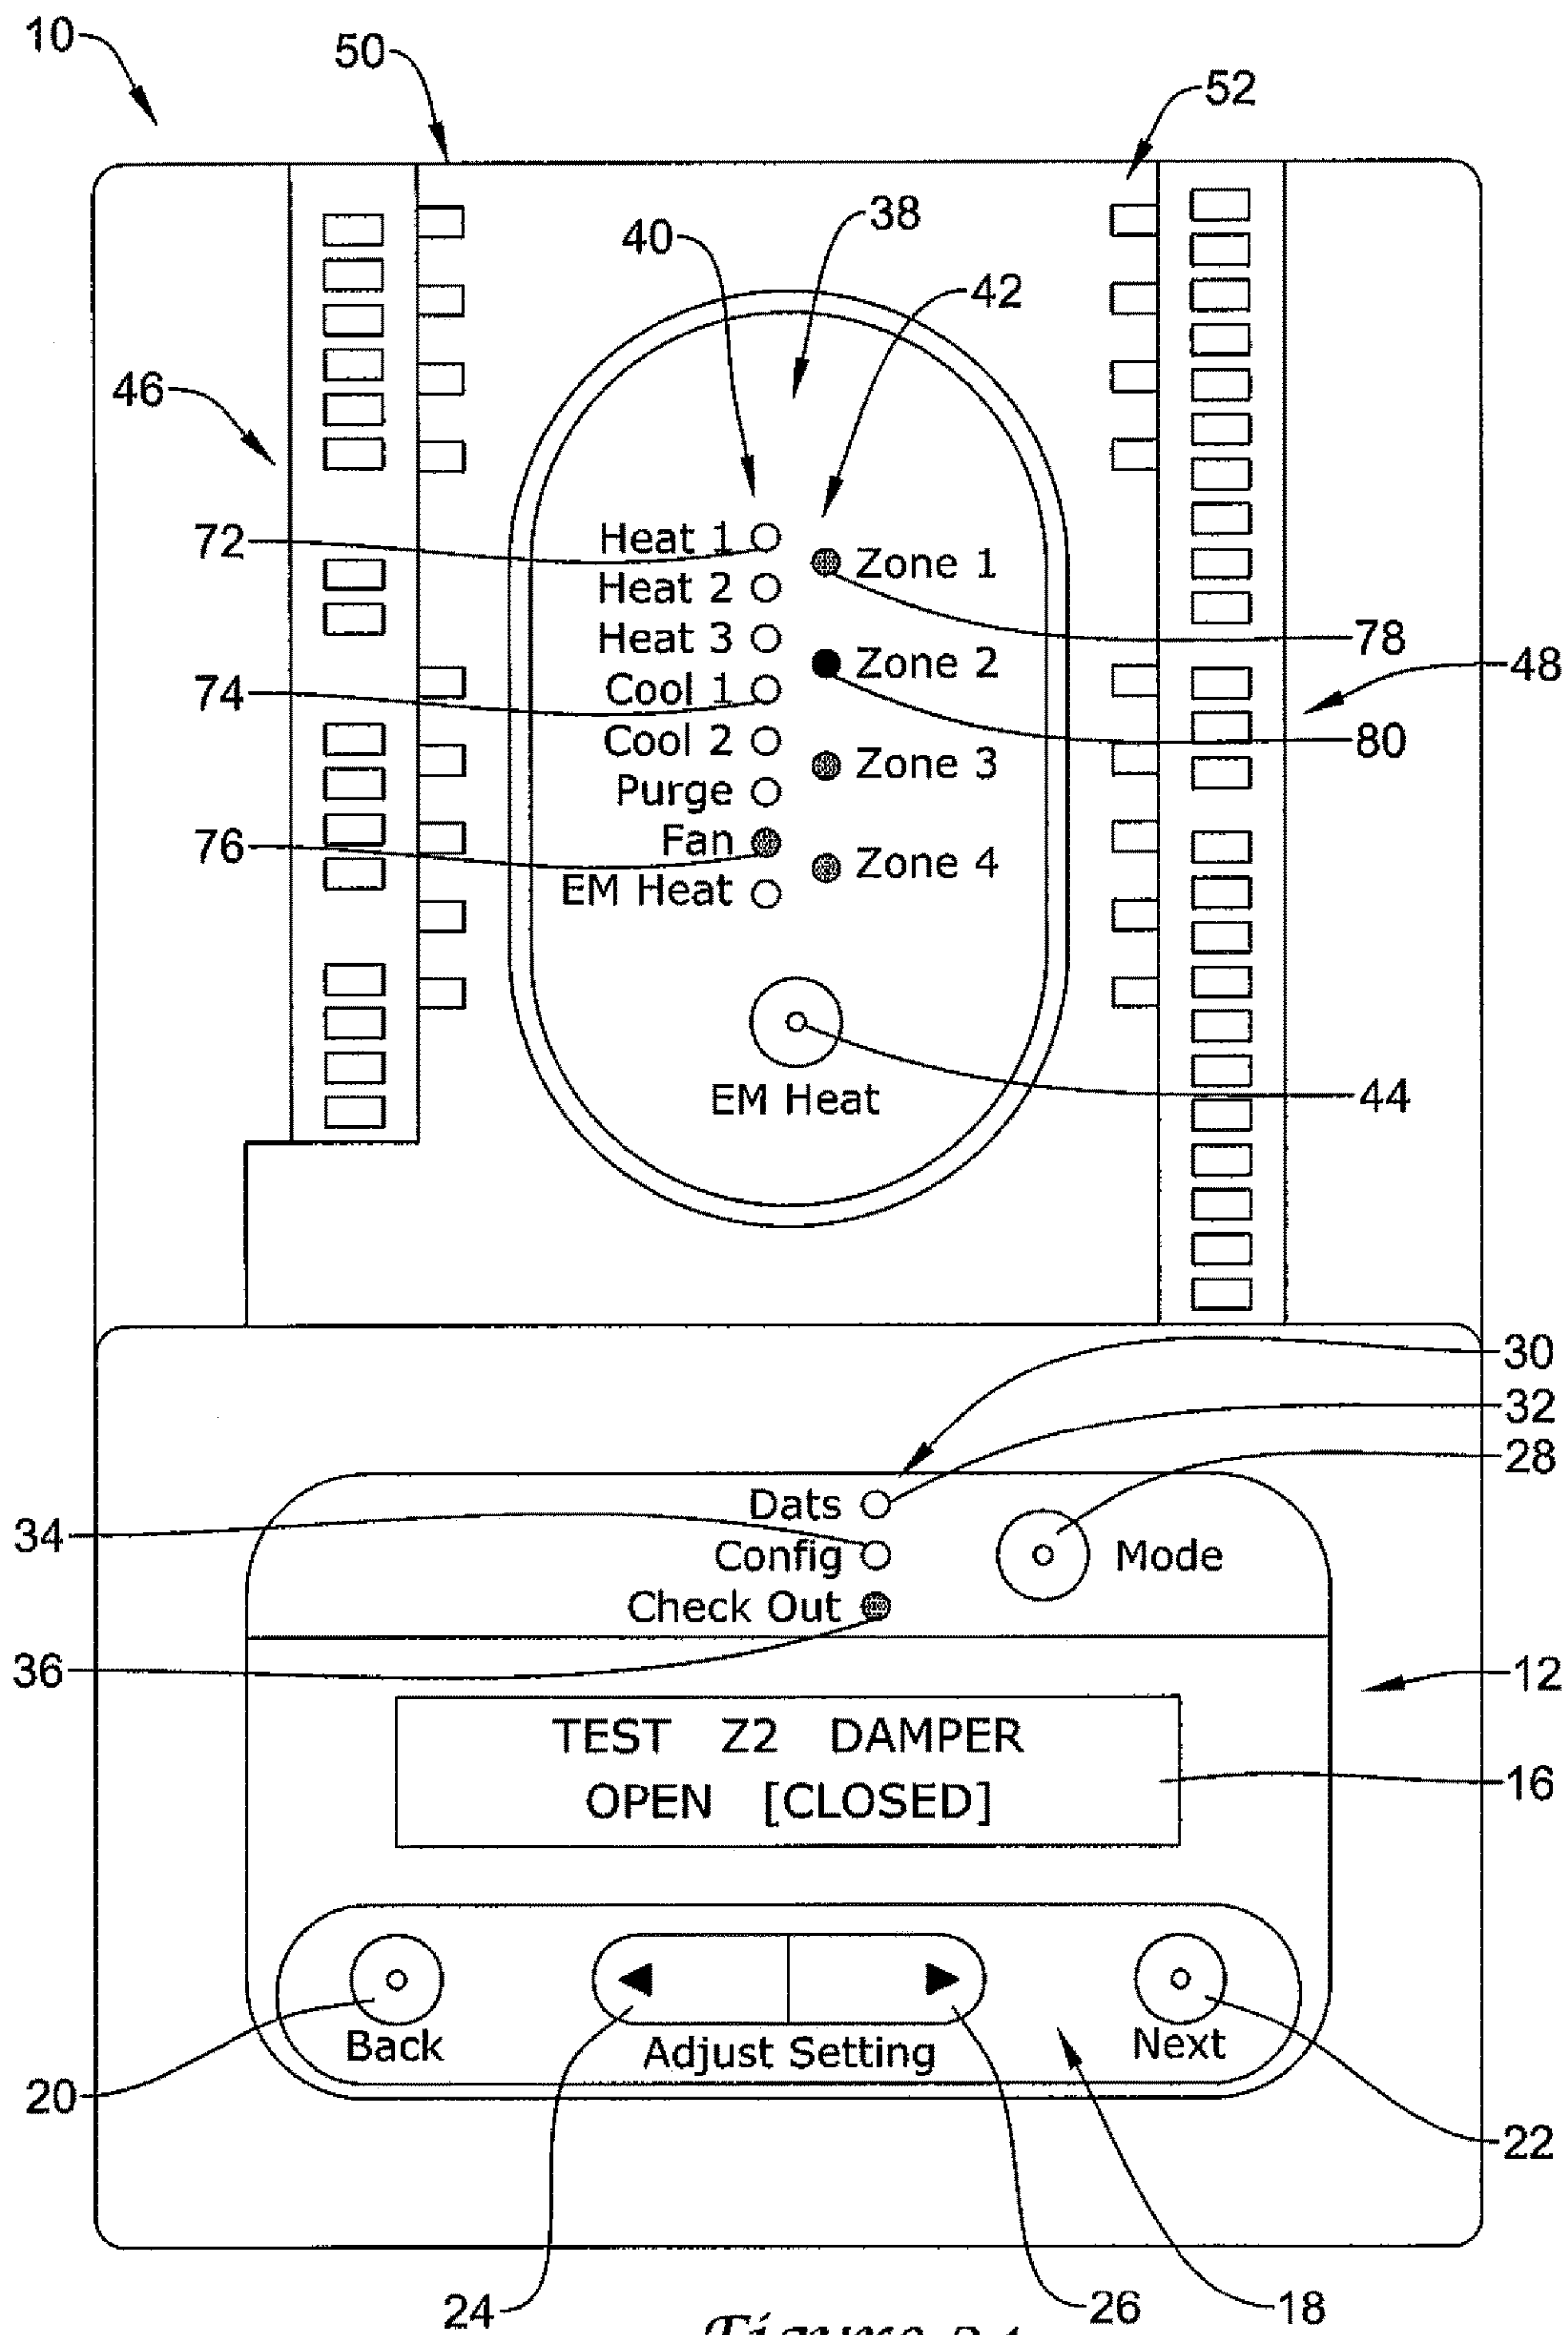 10
50
52
38
40
42
46
72
Heat 1
Zone 1
Heat 2
Heat 3
78
Zone 2
48
74
Cool 1
Cool 2
80
Zone 3
Purge
76
Fan
Zone 4
EM Heat
EM Heat
44
30
32
28
Dats
34
Config
Mode
Check Out
36
12
TEST Z2 DAMPER
OPEN [CLOSED]
16
Back
Adjust Setting
Next
20
22
24
26
18
Figure